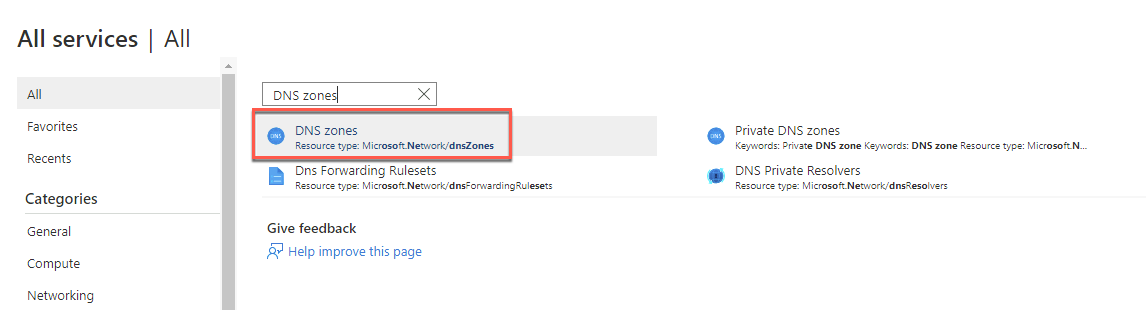 All services | All
All
Favorites
Recents
Categories
General
Compute
Networking
DNS zones
DNS
DNS zones
Resource type: Microsoft.Network/dnsZones
DNS
Private DNS zones
Keywords: Private DNS zone Keywords: DNS zone Resource type: Microsoft.N...
Dns Forwarding Rulesets
Resource type: Microsoft.Network/dnsForwardingRulesets
DNS Private Resolvers
Resource type: Microsoft.Network/dnsResolvers
Give feedback
Help improve this page